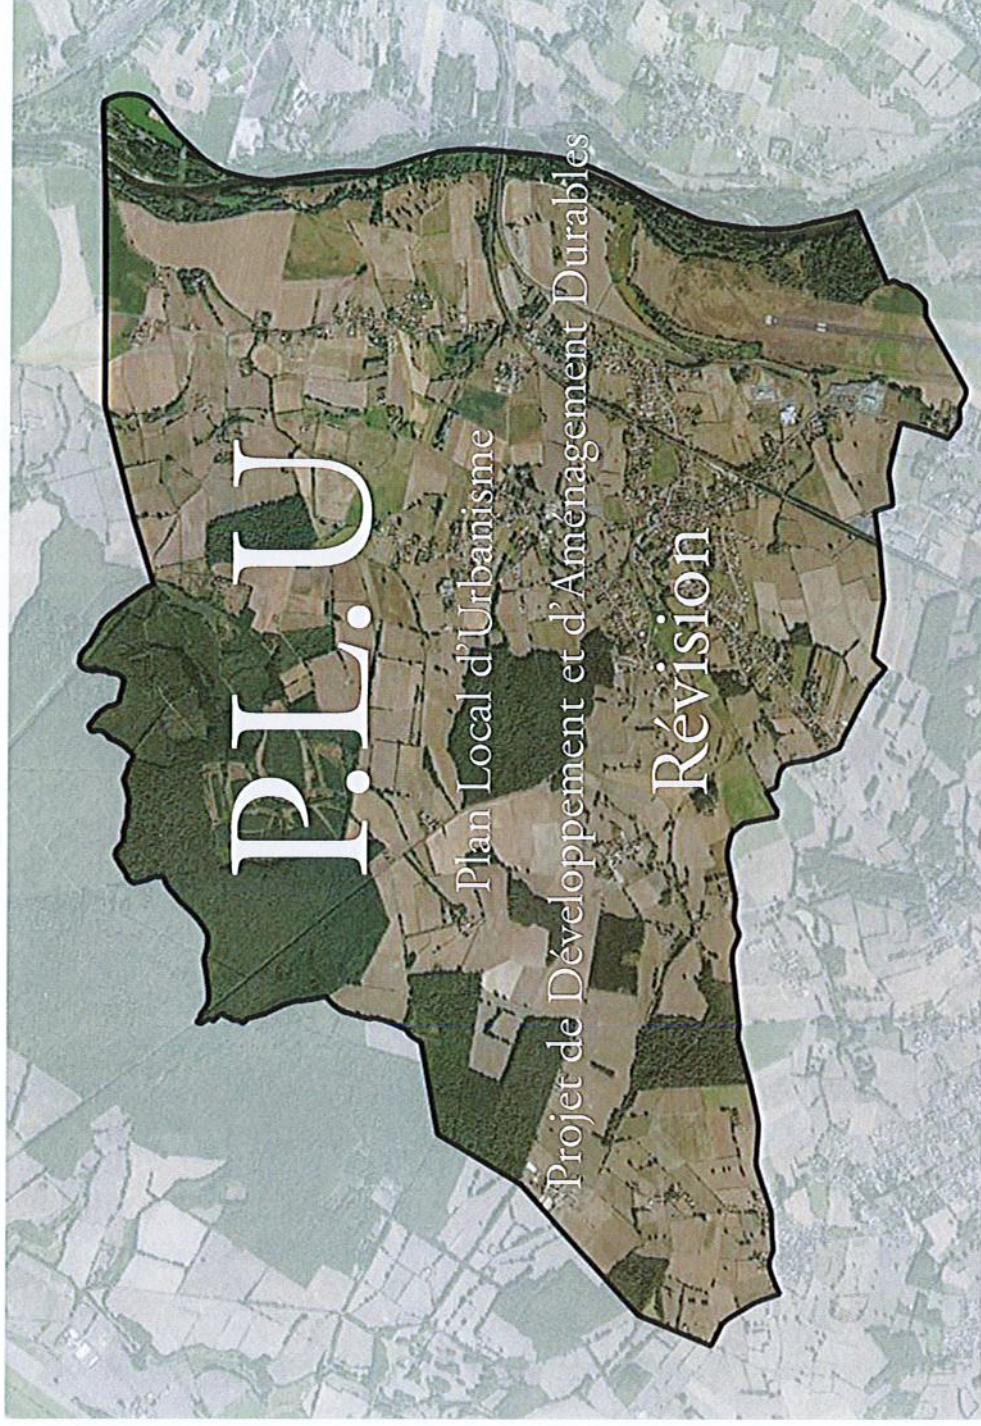 P.L.U
Plan Local d'Urbanisme
Projet de Développement et d'Aménagement Durables
Révision